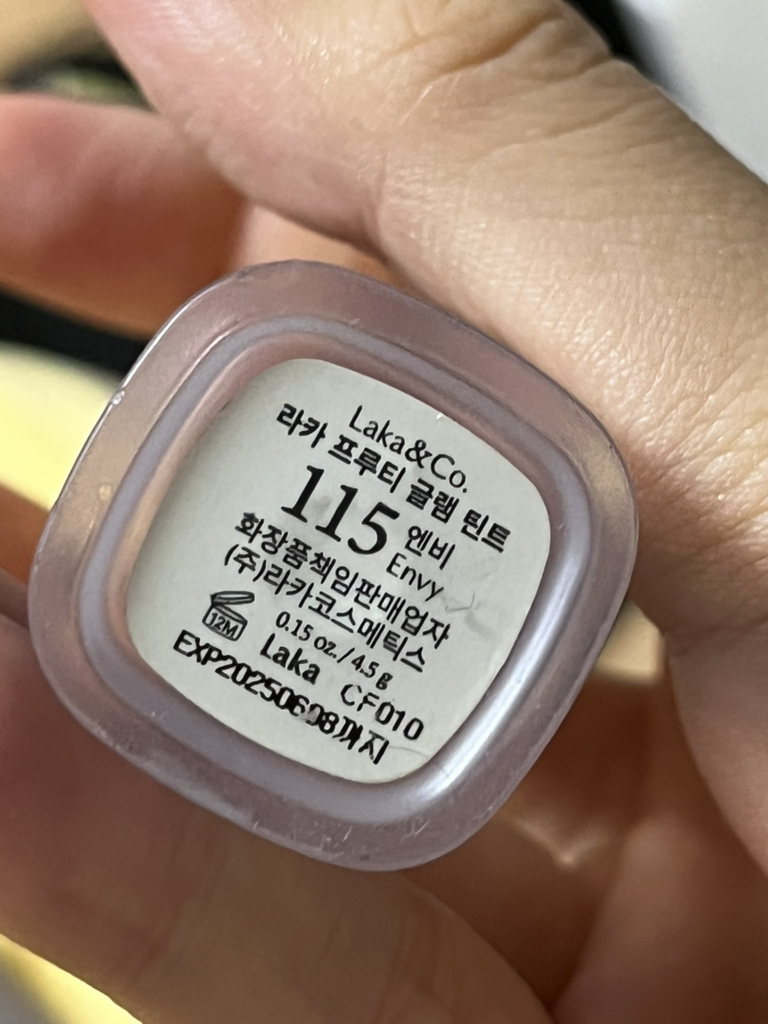 Laka&Co.
라카 프루티 글램 틴트
115 엔비
Envy
화장품책임판매업자
(주)라카코스메틱스
12M
0.15 oz./4.5 g
Laka CF010
EXP20250608까지